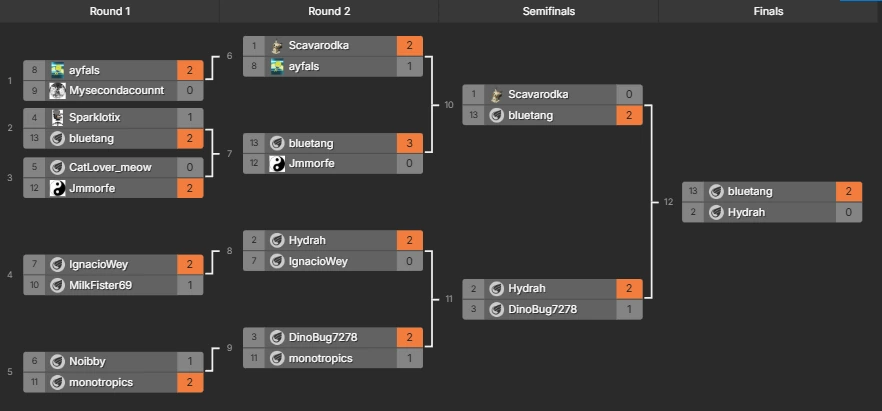 Round 1
Round 2
Semifinals
Finals
1
8 ayfals 2
9 Mysecondacounnt 0
2
4 Sparklotix 1
13 bluetang 2
3
5 CatLover_meow 0
12 Jmmorfe 2
4
7 IgnacioWey 2
10 MilkFister69 1
5
6 Noibby 1
11 monotropics 2
6
1 Scavarodka 2
8 ayfals 1
7
13 bluetang 3
12 Jmmorfe 0
8
2 Hydrah 2
7 IgnacioWey 0
9
3 DinoBug7278 2
11 monotropics 1
10
1 Scavarodka 0
13 bluetang 2
11
2 Hydrah 2
3 DinoBug7278 1
12
13 bluetang 2
2 Hydrah 0